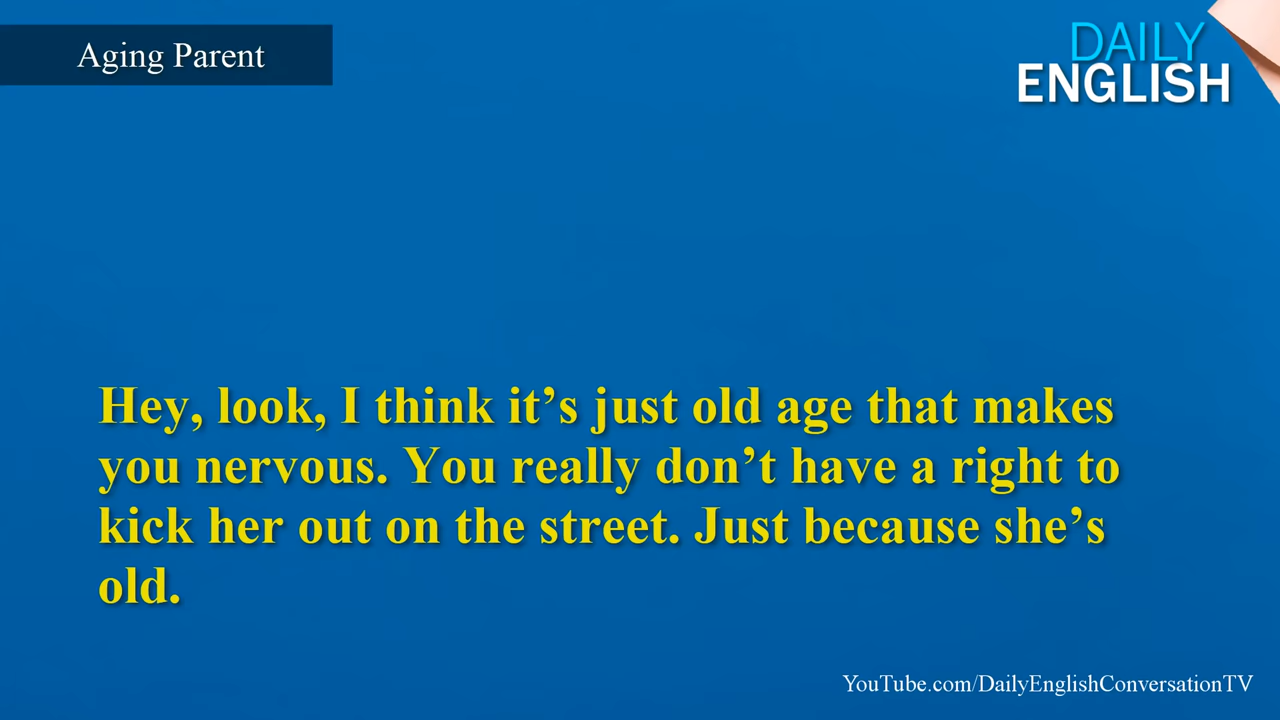 Aging Parent
DAILY
ENGLISH
Hey, look, I think it’s just old age that makes
you nervous. You really don’t have a right to
kick her out on the street. Just because she’s
old.
YouTube.com/DailyEnglishConversationTV